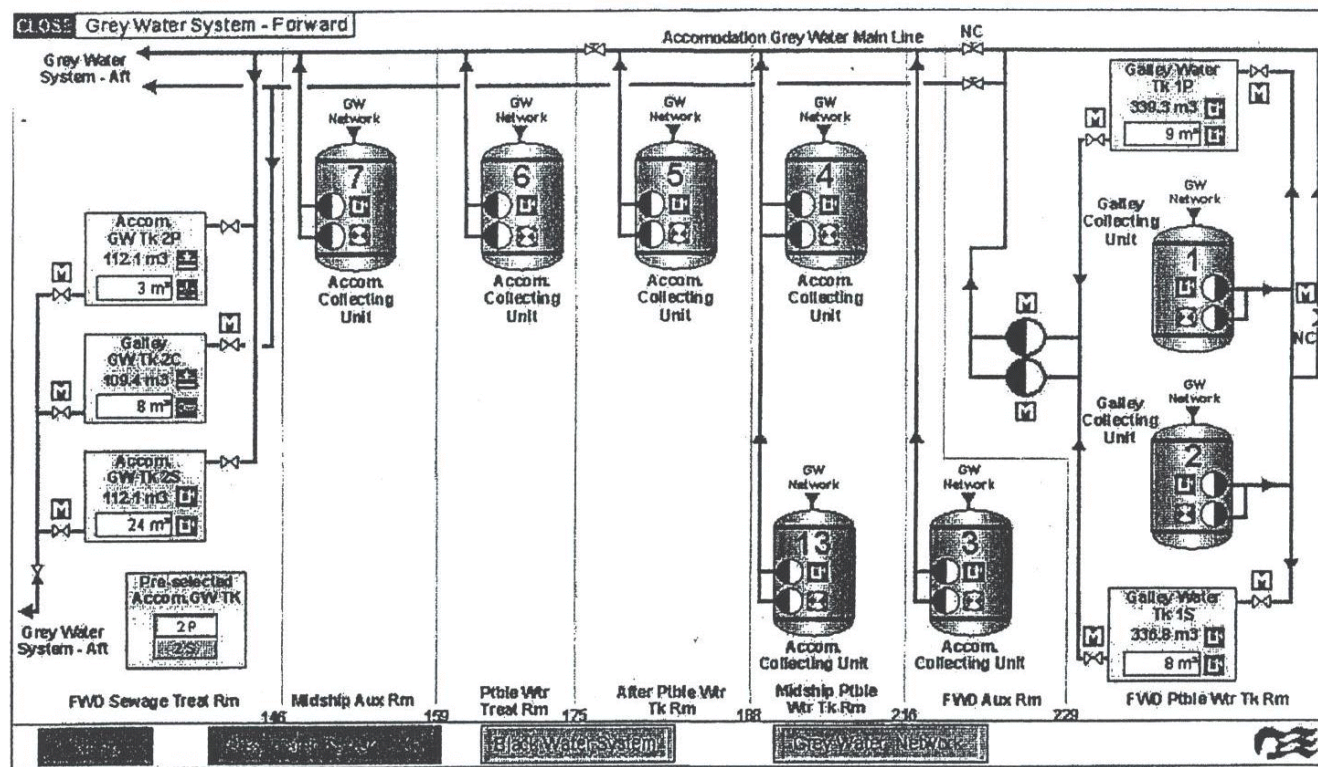 CLOSE Grey Water System - Forward
Accomodation Grey Water Main Line
NC
Grey Water
System - Aft
Galley Water
Tk 1P
339.3 m3
9 m³
M
M
GW
Network
7
Accom.
Collecting
Unit
GW
Network
6
Accom.
Collecting
Unit
GW
Network
5
Accom.
Collecting
Unit
GW
Network
4
Accom.
Collecting
Unit
Galley
Collecting
Unit
GW
Network
1
M
NC
Accom.
GW Tk 2P
112.1 m3
3 m³
M
Galley
GW Tk 2C
109.4 m3
8 m³
M
M
Accom.
GW Tk 2S
112.1 m3
24 m³
M
M
M
Galley
Collecting
Unit
GW
Network
2
GW
Network
13
Accom.
Collecting Unit
GW
Network
3
Accom.
Collecting Unit
Galley Water
Tk 1S
336.8 m3
8 m³
M
M
Pre-selected
Accom.GW TK
2P
2S
Grey Water
System - Aft
FWD Sewage Treat Rm
Midship Aux Rm
Ptble Wtr
Treat Rm
After Ptble Wtr
Tk Rm
Midship Ptble
Wtr Tk Rm
FWD Aux Rm
FWD Ptble Wtr Tk Rm
146
159
175
188
216
229
Black Water System
Grey Water Network